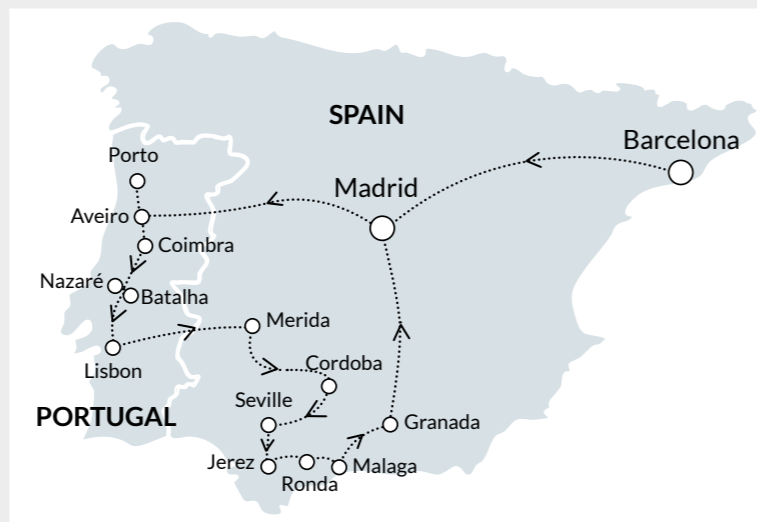 SPAIN
Barcelona
Porto
Madrid
Aveiro
Coimbra
Nazaré
Batalha
Merida
Lisbon
Cordoba
Seville
PORTUGAL
Granada
Jerez
Malaga
Ronda